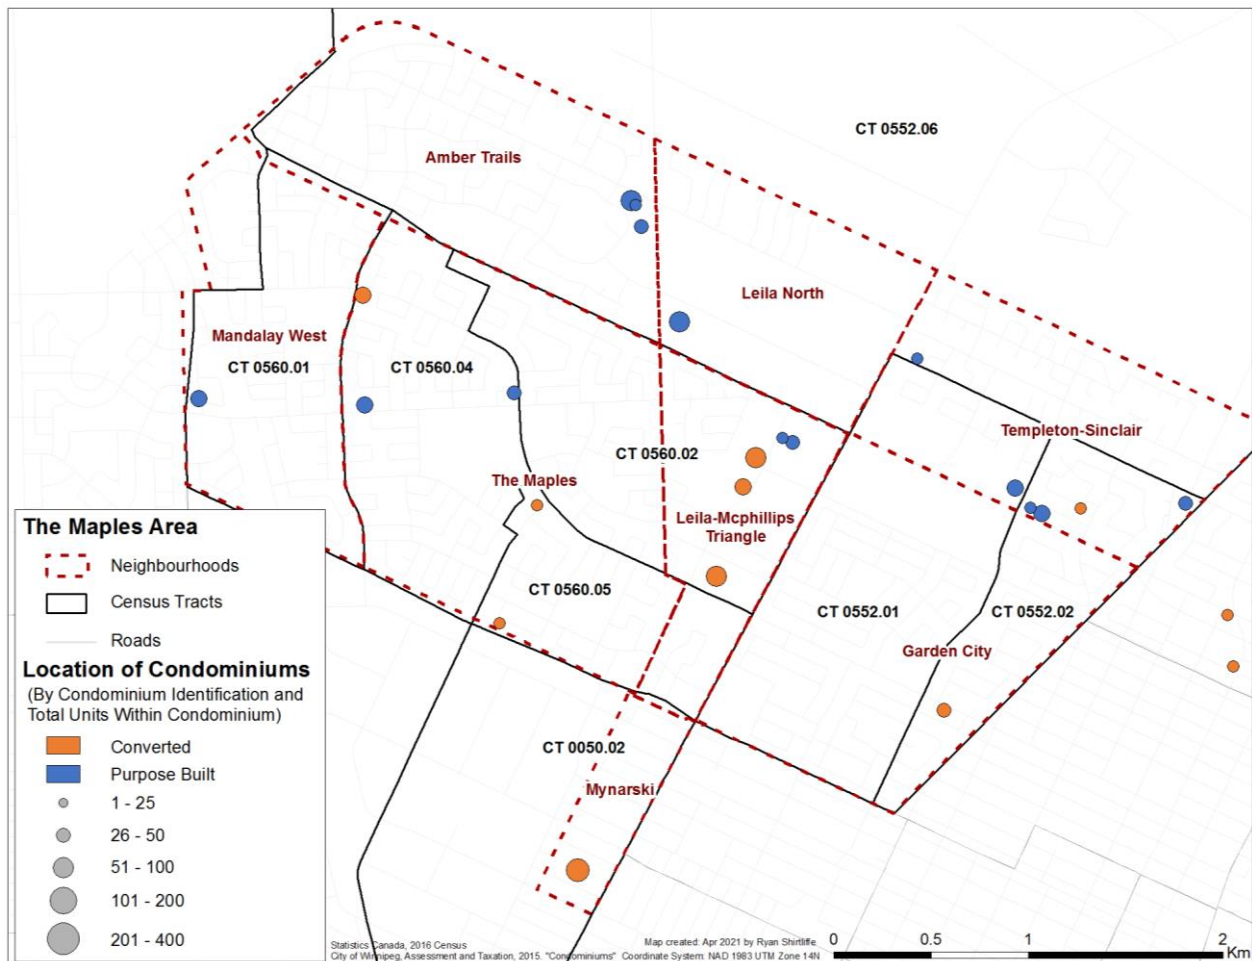 CT 0552.06
Amber Trails
Leila North
Mandalay West
CT 0560.01
CT 0560.04
Templeton-Sinclair
CT 0560.02
The Maples
Leila-Mcphillips
Triangle
CT 0560.05
CT 0552.01
CT 0552.02
Garden City
CT 0050.02
Mynarski
The Maples Area
Neighbourhoods
Census Tracts
Roads
Location of Condominiums
(By Condominium Identification and
Total Units Within Condominium)
Converted
Purpose Built
1 - 25
26 - 50
51 - 100
101 - 200
201 - 400
Statistics Canada, 2016 Census
Map created: Apr 2021 by Ryan Shirtliffe
City of Winnipeg, Assessment and Taxation, 2015. "Condominiums" Coordinate System: NAD 1983 UTM Zone 14N
0 0.5 1 2
Km